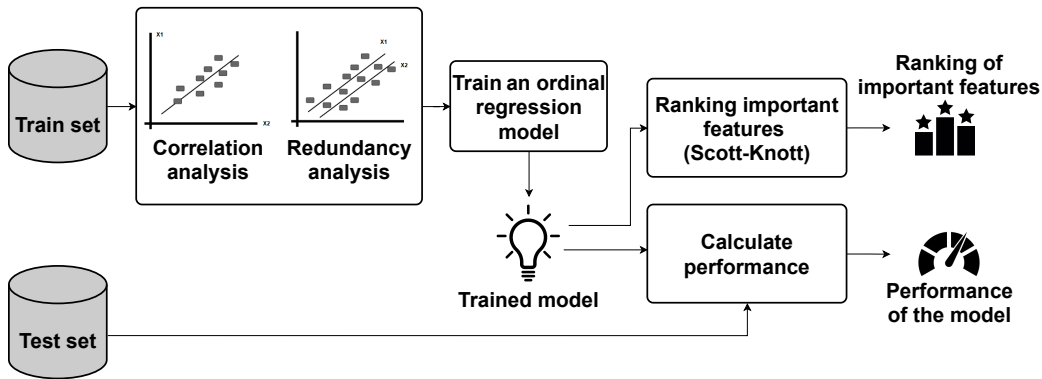 Train set
X1
X2
Correlation
analysis
X1
X2
Redundancy
analysis
Train an ordinal
regression
model
Trained model
Ranking important
features
(Scott-Knott)
Ranking of
important features
Calculate
performance
Performance
of the model
Test set